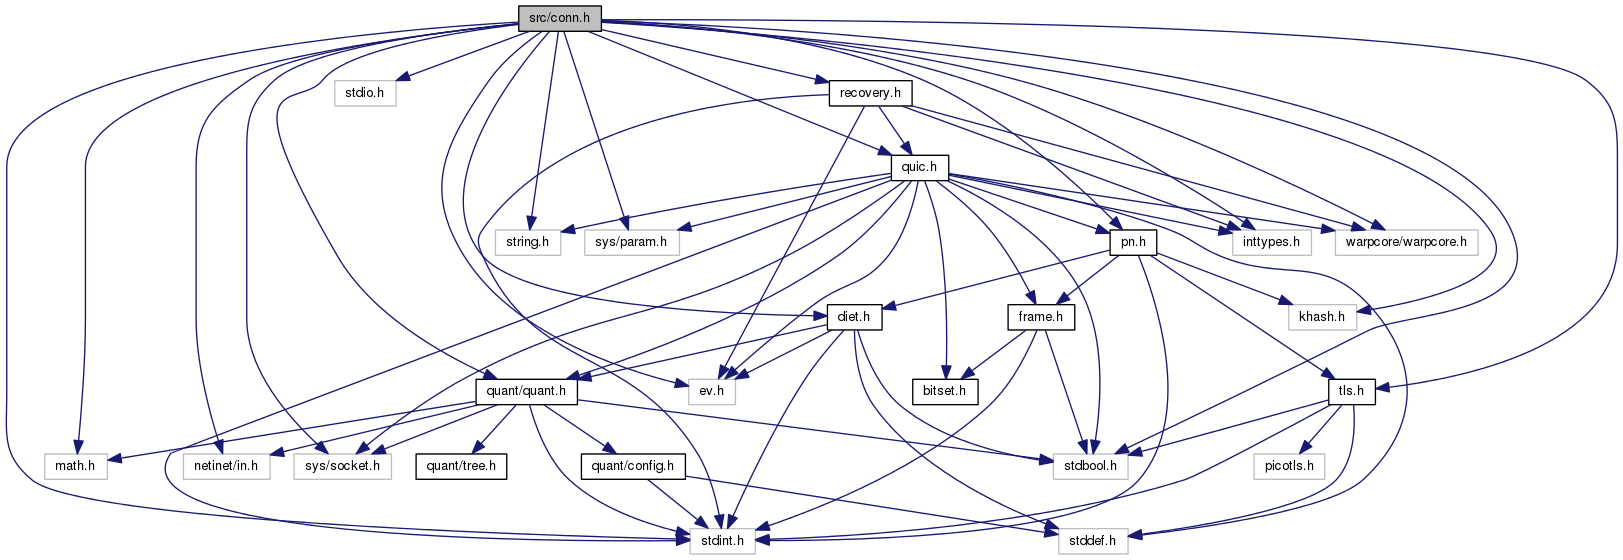 src/conn.h
stdio.h
recovery.h
quic.h
string.h
sys/param.h
pn.h
inttypes.h
warpcore/warpcore.h
diet.h
frame.h
khash.h
quant/quant.h
ev.h
bitset.h
tls.h
math.h
netinet/in.h
sys/socket.h
quant/tree.h
quant/config.h
stdbool.h
picotls.h
stdint.h
stddef.h